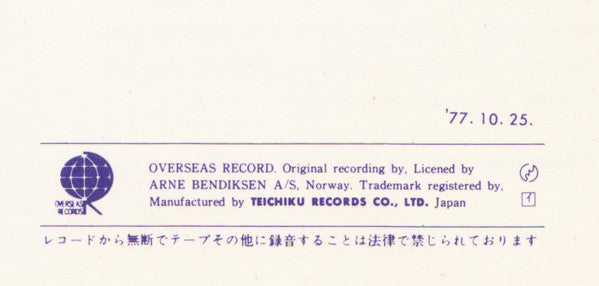 '77. 10. 25.
OVERSEAS RECORD. Original recording by, Licened by
ARNE BENDIKSEN A/S, Norway. Trademark registered by,
Manufactured by TEICHIKU RECORDS CO., LTD. Japan
OVERSEAS
RECORDS
イ
レコードから無断でテープその他に録音することは法律で禁じられております